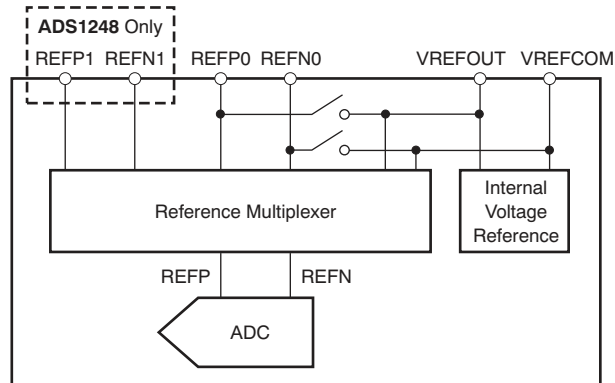 ADS1248 Only
REFP1 REFN1 REFP0 REFN0 VREFOUT VREFCOM
Reference Multiplexer
Internal
Voltage
Reference
REFP REFN
ADC